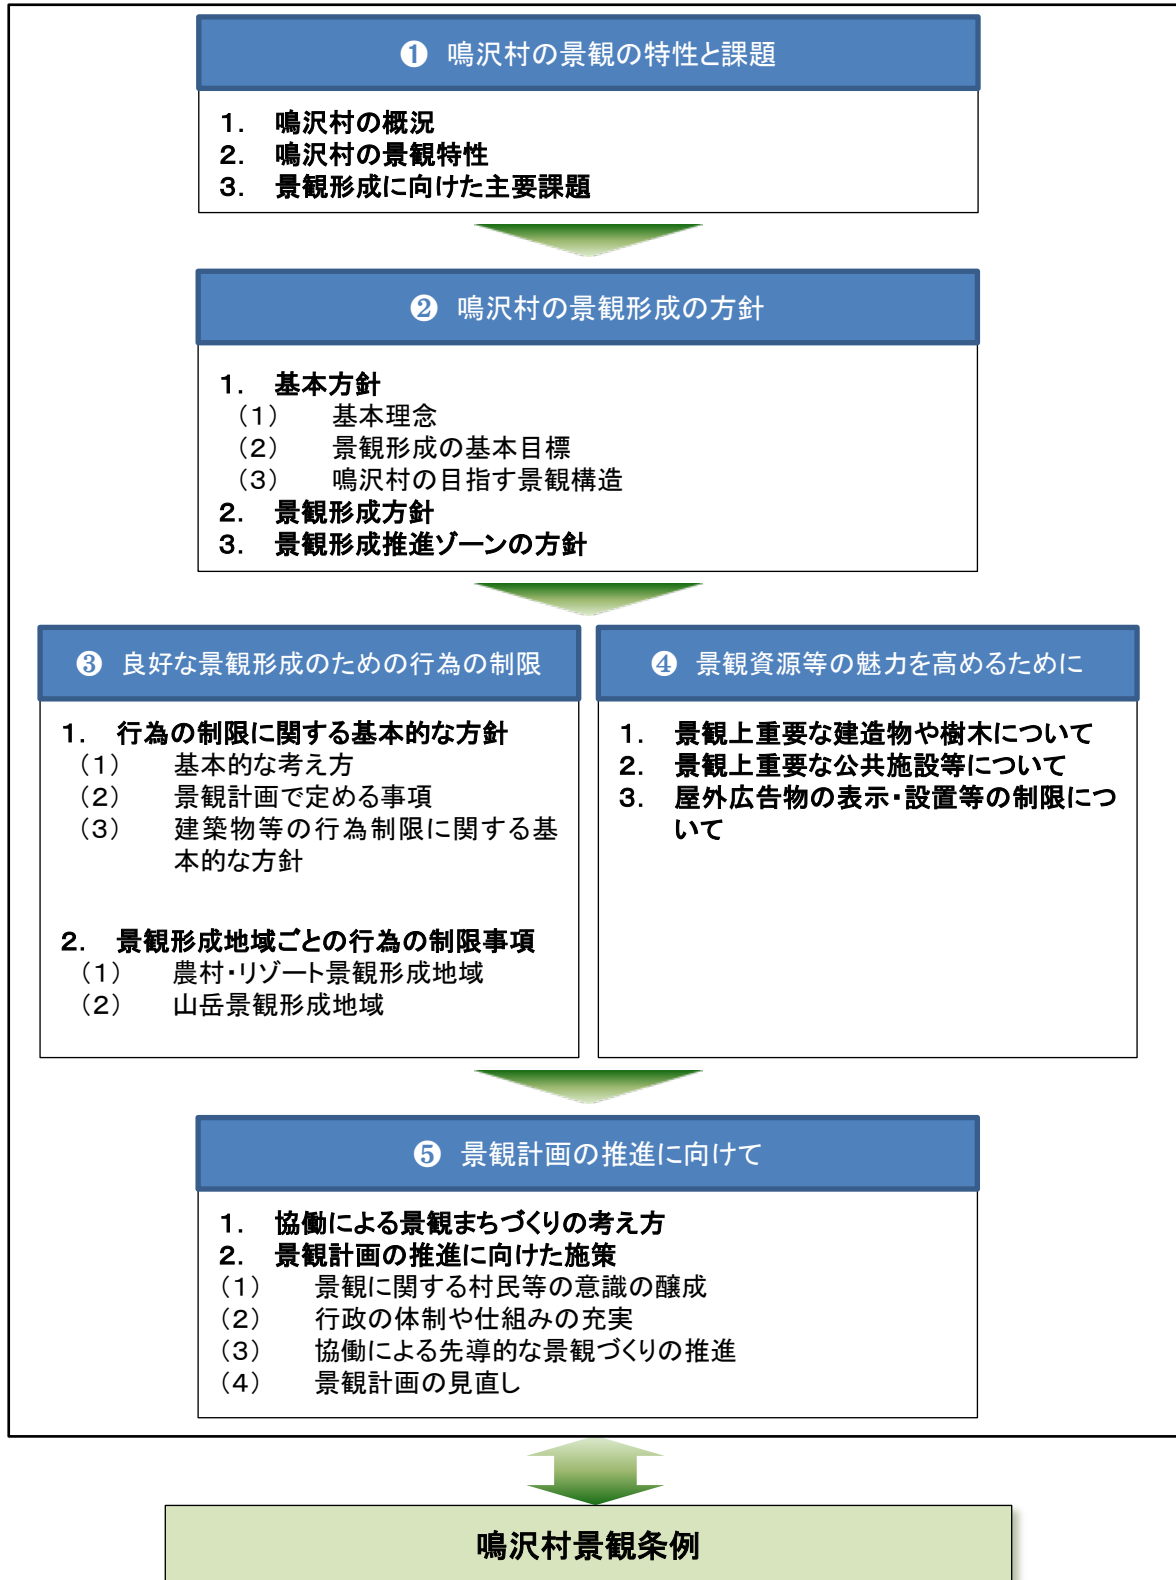 ❶ 鳴沢村の景観の特性と課題
１． 鳴沢村の概況
２． 鳴沢村の景観特性
３． 景観形成に向けた主要課題
❷ 鳴沢村の景観形成の方針
１． 基本方針
（１） 基本理念
（２） 景観形成の基本目標
（３） 鳴沢村の目指す景観構造
２． 景観形成方針
３． 景観形成推進ゾーンの方針
❸ 良好な景観形成のための行為の制限
１． 行為の制限に関する基本的な方針
（１） 基本的な考え方
（２） 景観計画で定める事項
（３） 建築物等の行為制限に関する基
本的な方針
２． 景観形成地域ごとの行為の制限事項
（１） 農村・リゾート景観形成地域
（２） 山岳景観形成地域
❹ 景観資源等の魅力を高めるために
１． 景観上重要な建造物や樹木について
２． 景観上重要な公共施設等について
３． 屋外広告物の表示・設置等の制限につ
いて
❺ 景観計画の推進に向けて
１． 協働による景観まちづくりの考え方
２． 景観計画の推進に向けた施策
（１） 景観に関する村民等の意識の醸成
（２） 行政の体制や仕組みの充実
（３） 協働による先導的な景観づくりの推進
（４） 景観計画の見直し
鳴沢村景観条例